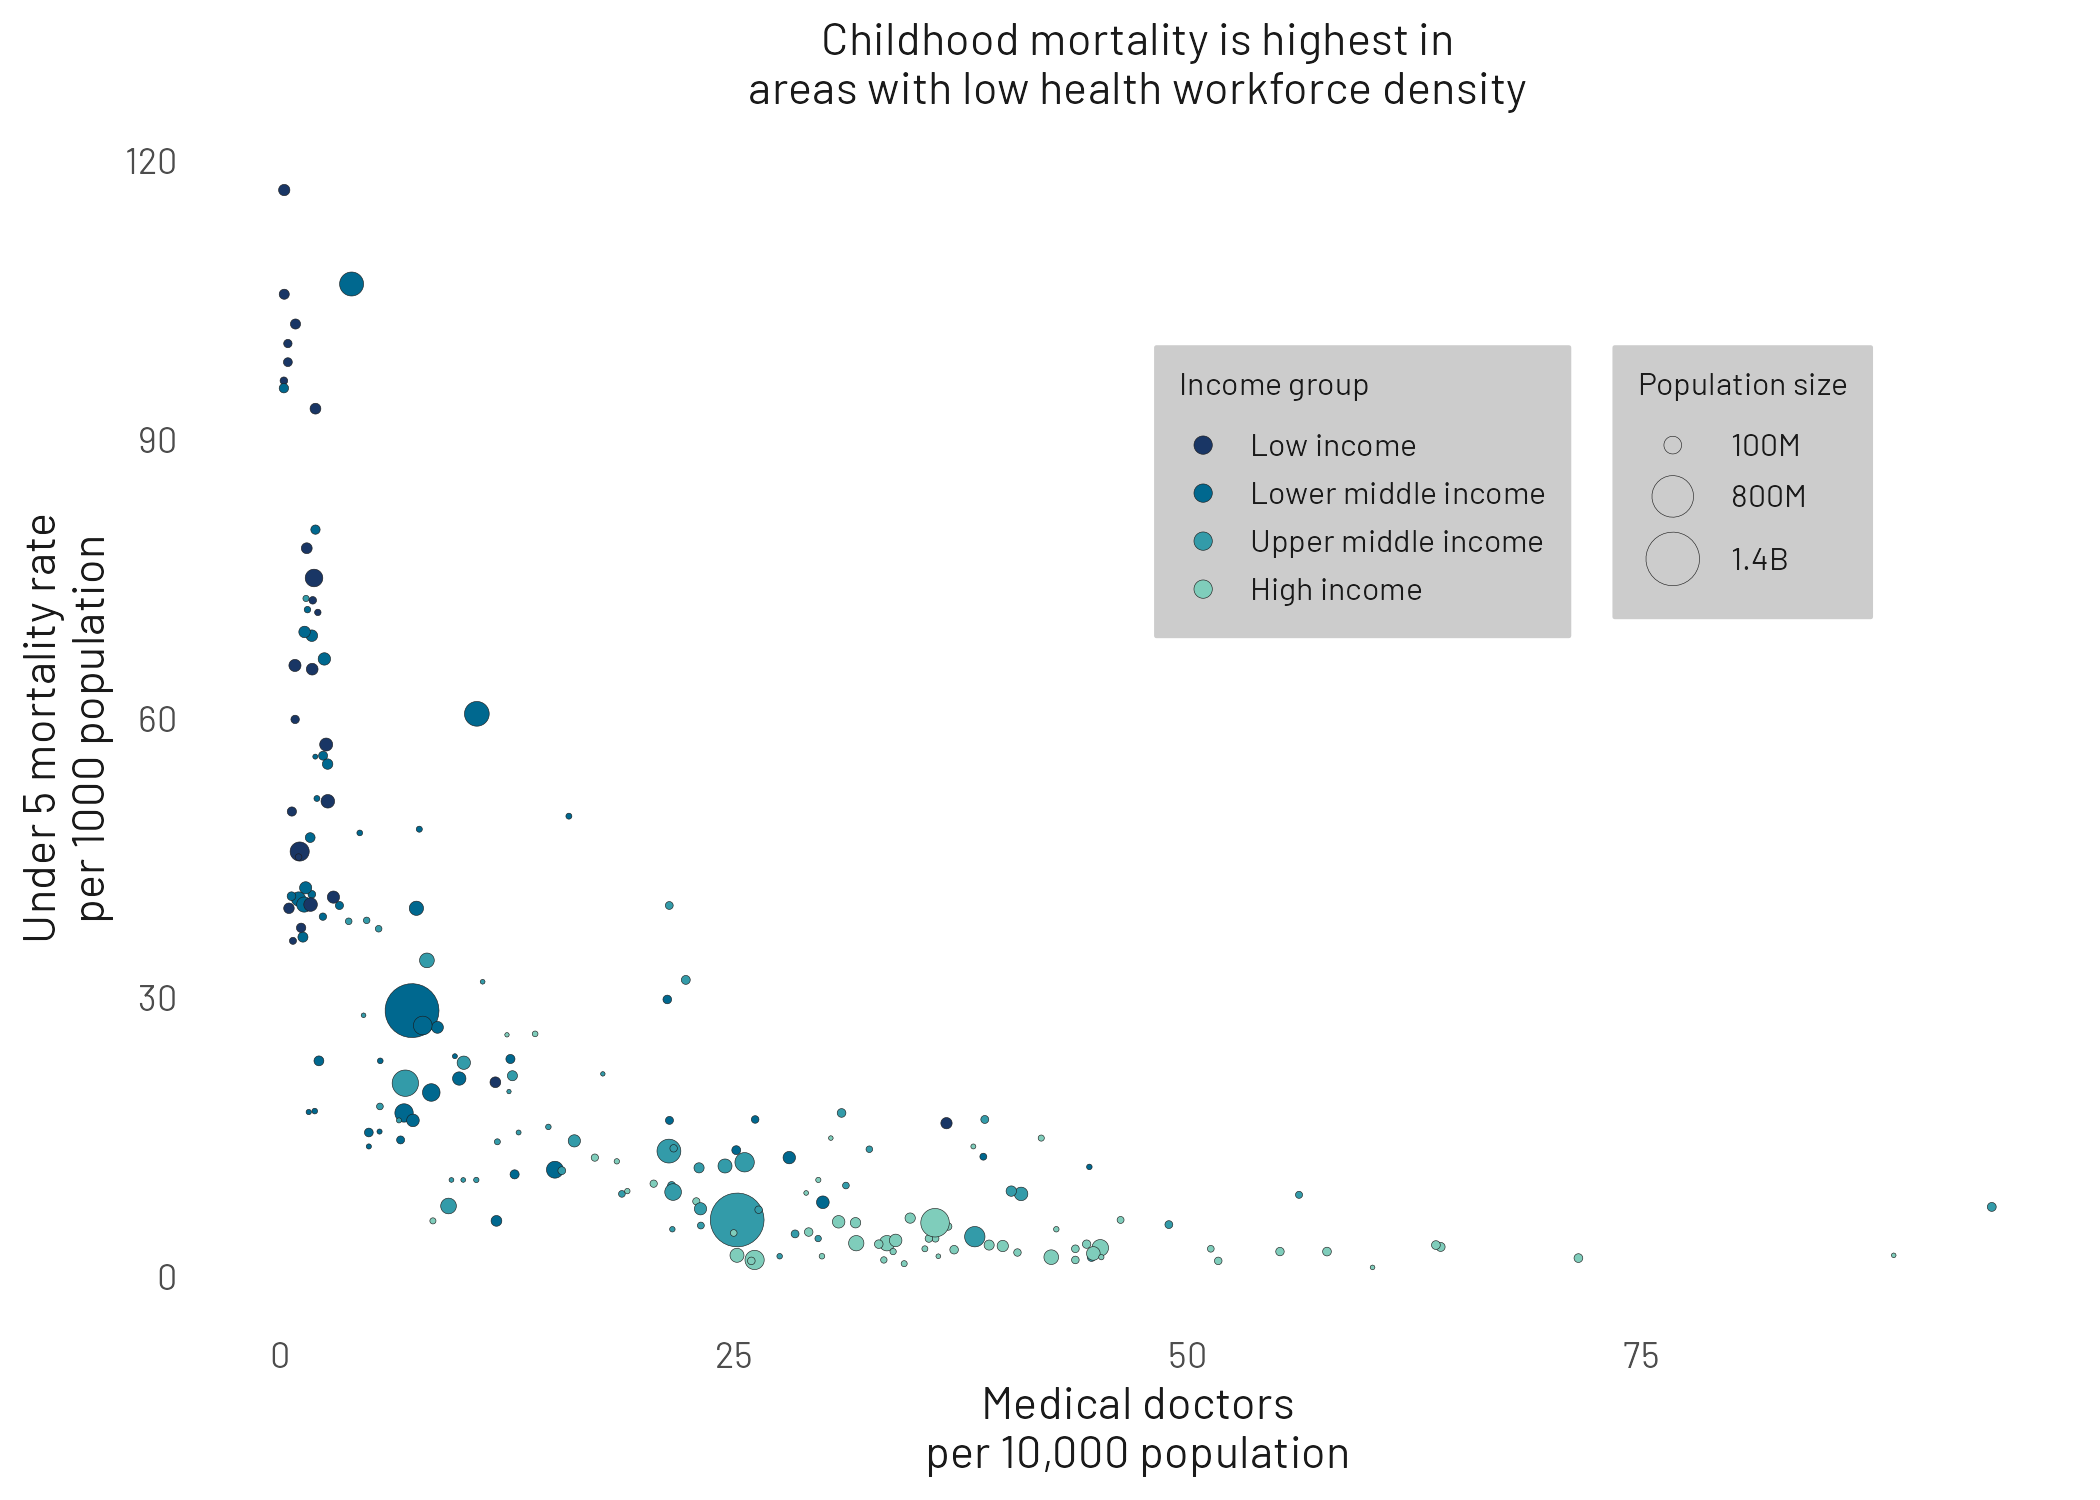 Childhood mortality is highest in
areas with low health workforce density
120
90
60
30
0
Under 5 mortality rate
per 1000 population
Income group
Low income
Lower middle income
Upper middle income
High income
Population size
100M
800M
1.4B
0
25
50
75
Medical doctors
per 10,000 population